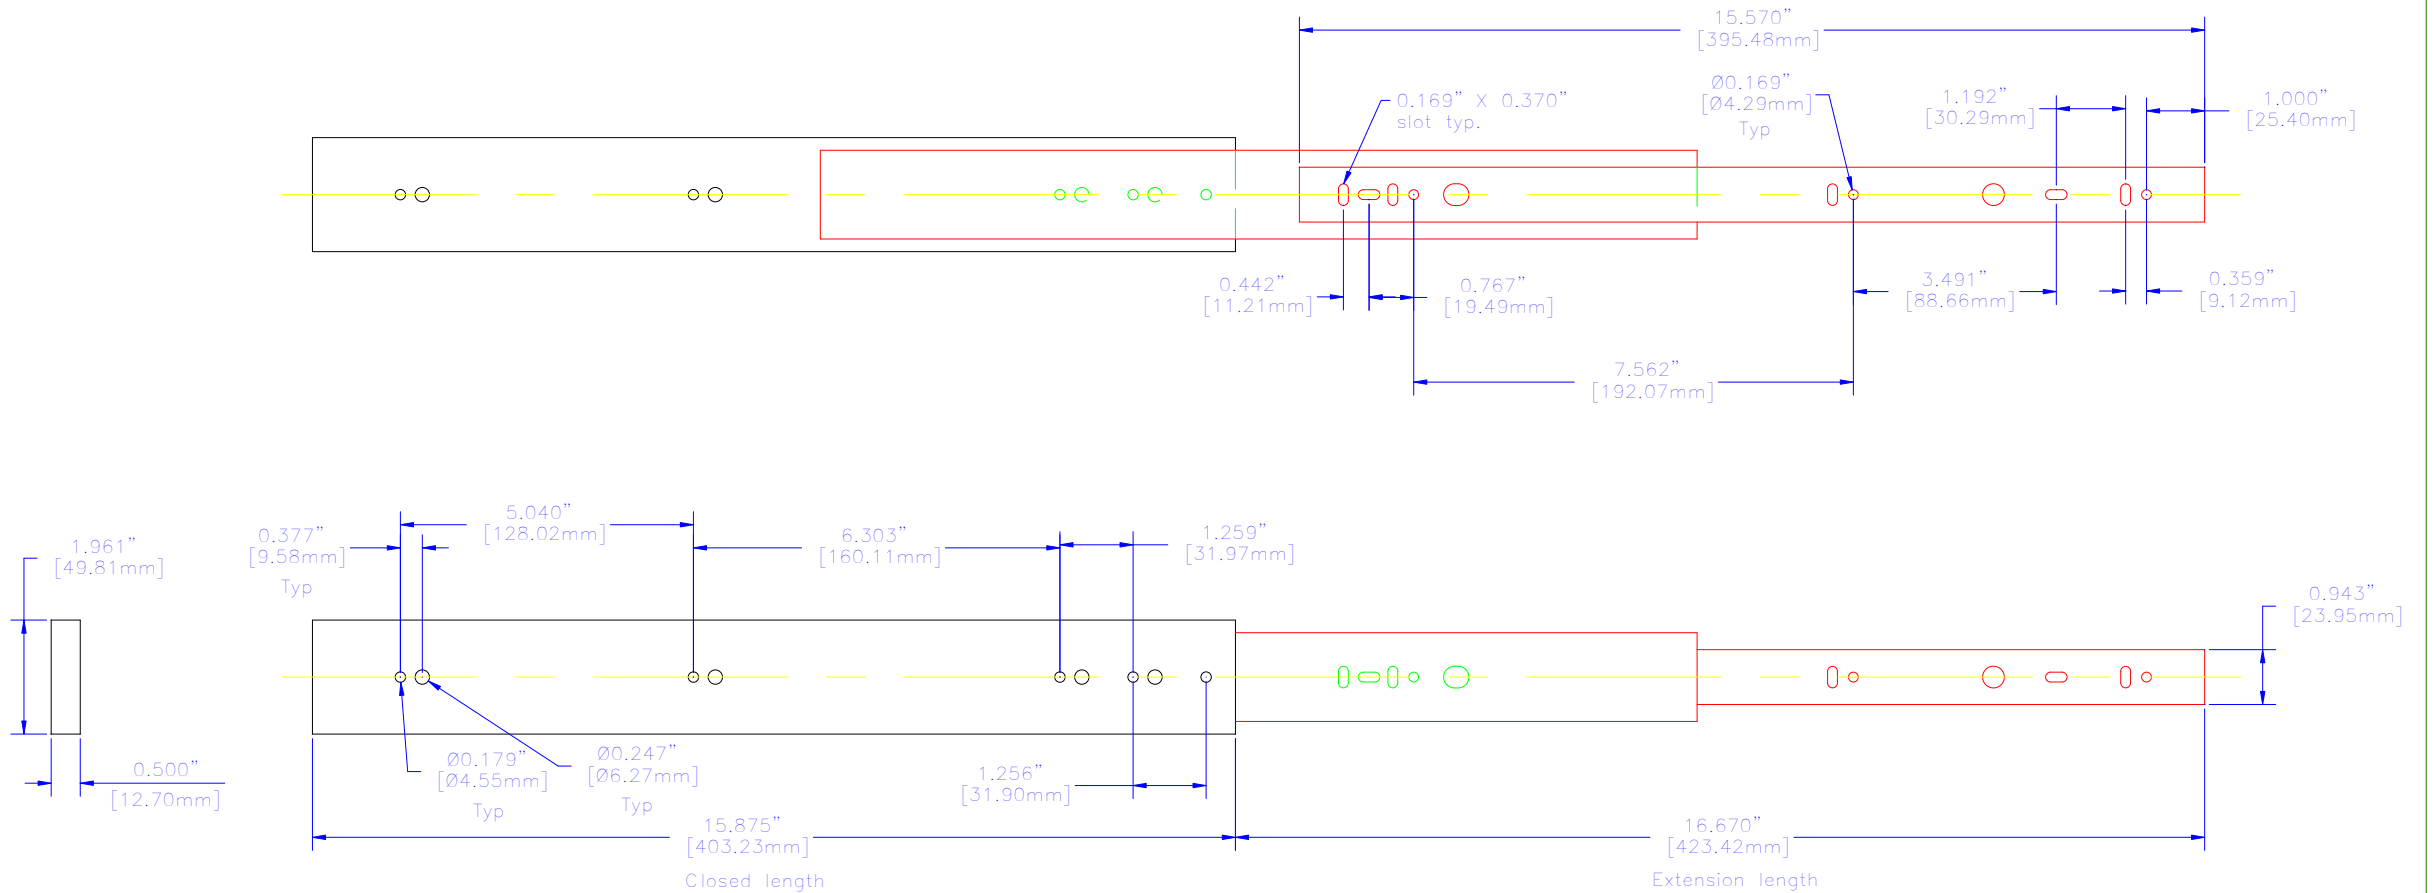 15.570”
[395.48mm]
0.169” X 0.370”
slot typ.
Ø0.169”
[Ø4.29mm]
Typ
1.192”
[30.29mm]
1.000”
[25.40mm]
0.442”
[11.21mm]
0.767”
[19.49mm]
3.491”
[88.66mm]
0.359”
[9.12mm]
7.562”
[192.07mm]
1.961”
[49.81mm]
0.377”
[9.58mm]
Typ
5.040”
[128.02mm]
6.303”
[160.11mm]
1.259”
[31.97mm]
0.943”
[23.95mm]
0.500”
[12.70mm]
Ø0.179”
[Ø4.55mm]
Typ
Ø0.247”
[Ø6.27mm]
Typ
1.256”
[31.90mm]
15.875”
[403.23mm]
Closed length
16.670”
[423.42mm]
Extension length